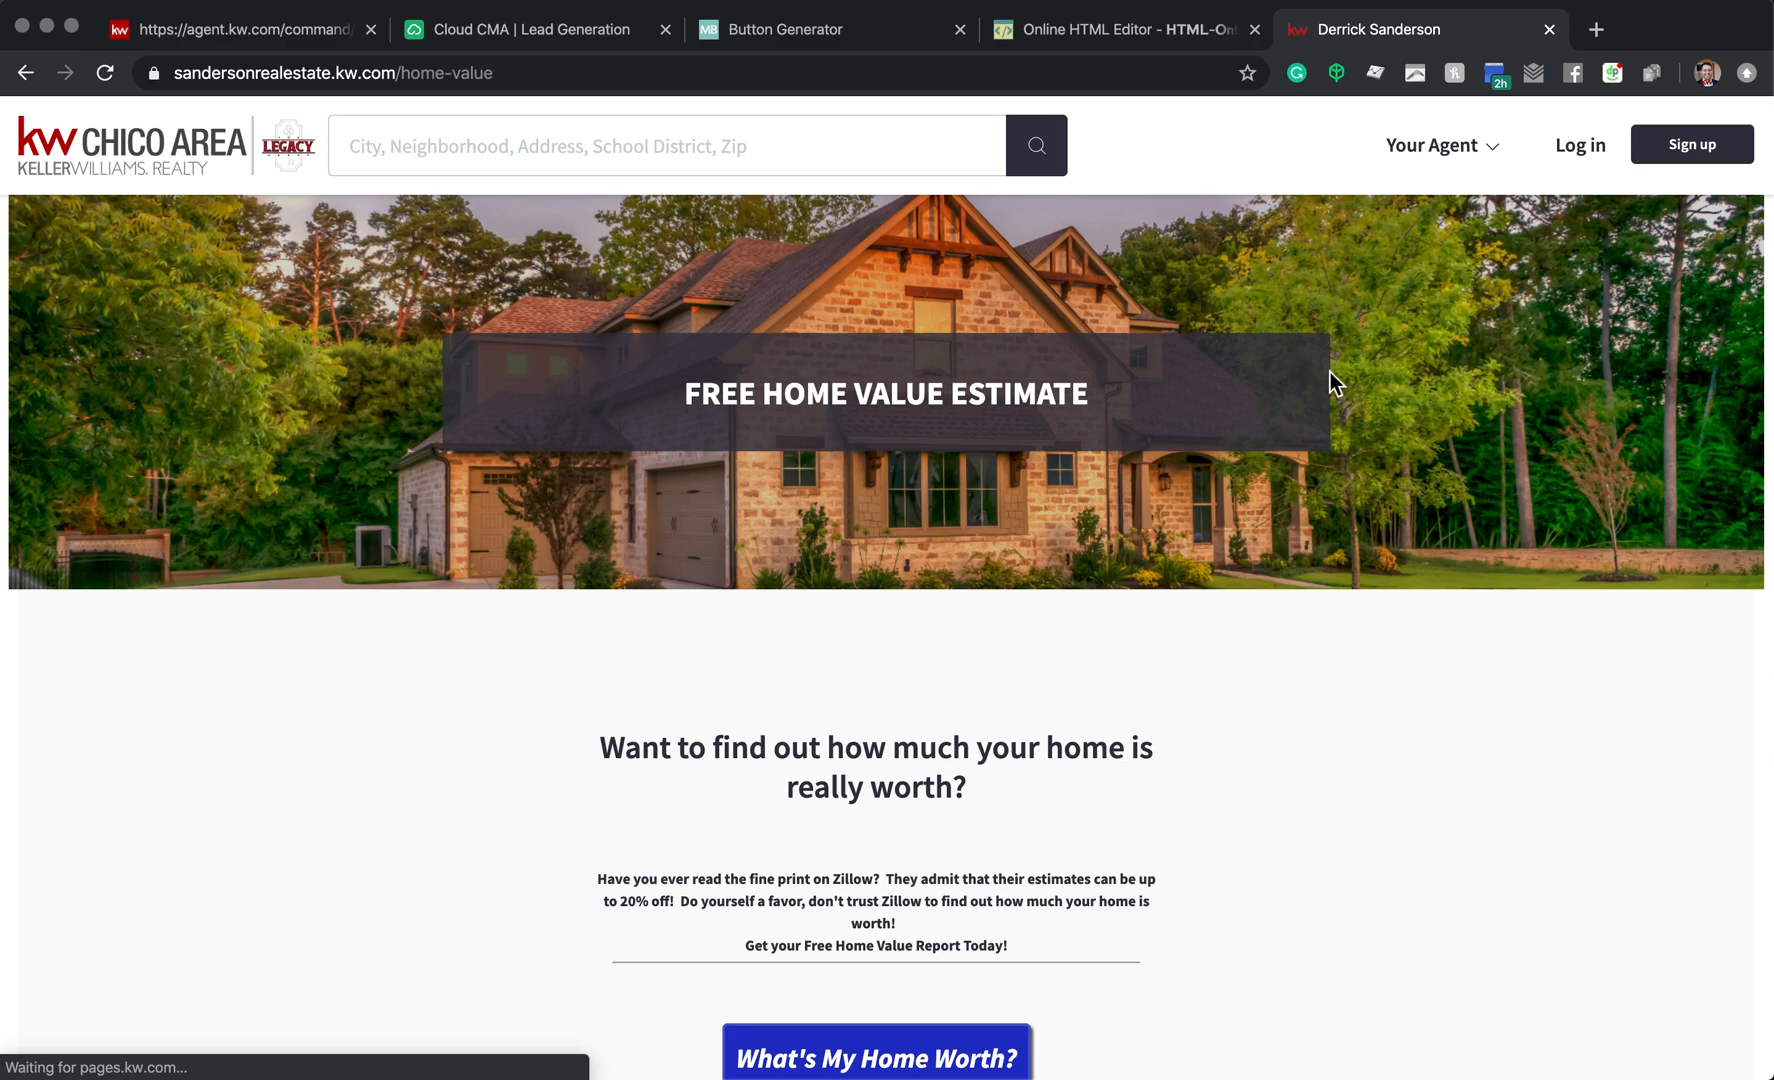 https://agent.kw.com/command/
Cloud CMA | Lead Generation
MB Button Generator
Online HTML Editor - HTML-Onl
kw Derrick Sanderson
sandersonrealestate.kw.com/home-value
2h
kw CHICO AREA
KELLERWILLIAMS. REALTY
LEGACY
City, Neighborhood, Address, School District, Zip
Your Agent
Log in
Sign up
FREE HOME VALUE ESTIMATE
Want to find out how much your home is
really worth?
Have you ever read the fine print on Zillow? They admit that their estimates can be up
to 20% off! Do yourself a favor, don't trust Zillow to find out how much your home is
worth!
Get your Free Home Value Report Today!
What's My Home Worth?
Waiting for pages.kw.com...